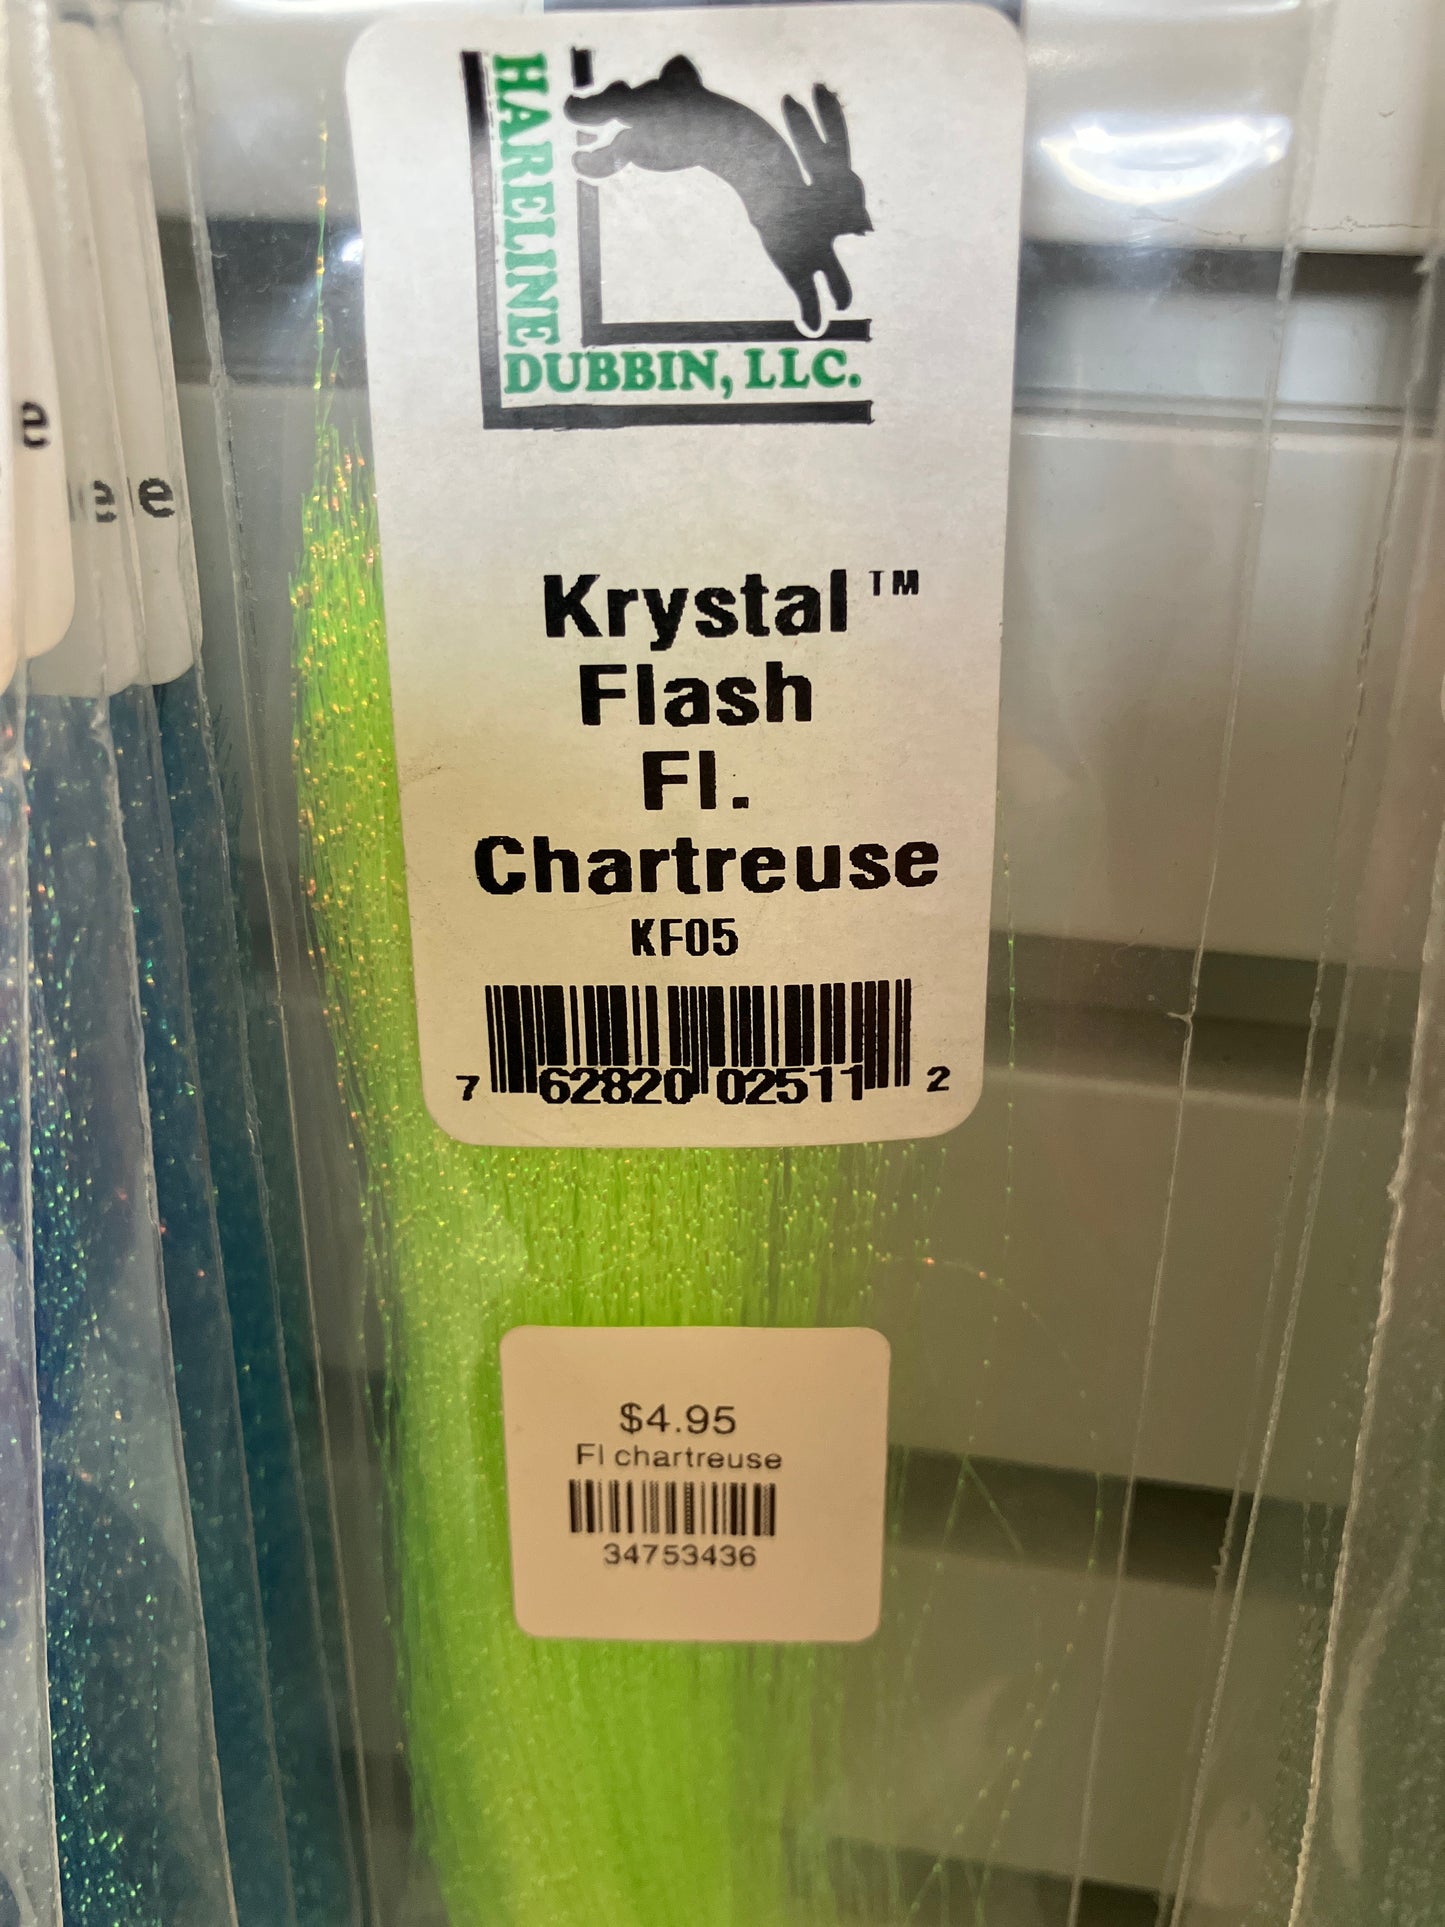 HARELINE
DUBBIN, LLC.
Krystal™
Flash
Fl.
Chartreuse
KF05
7 62820 02511 2
$4.95
Fl chartreuse
34753436
e
e
e